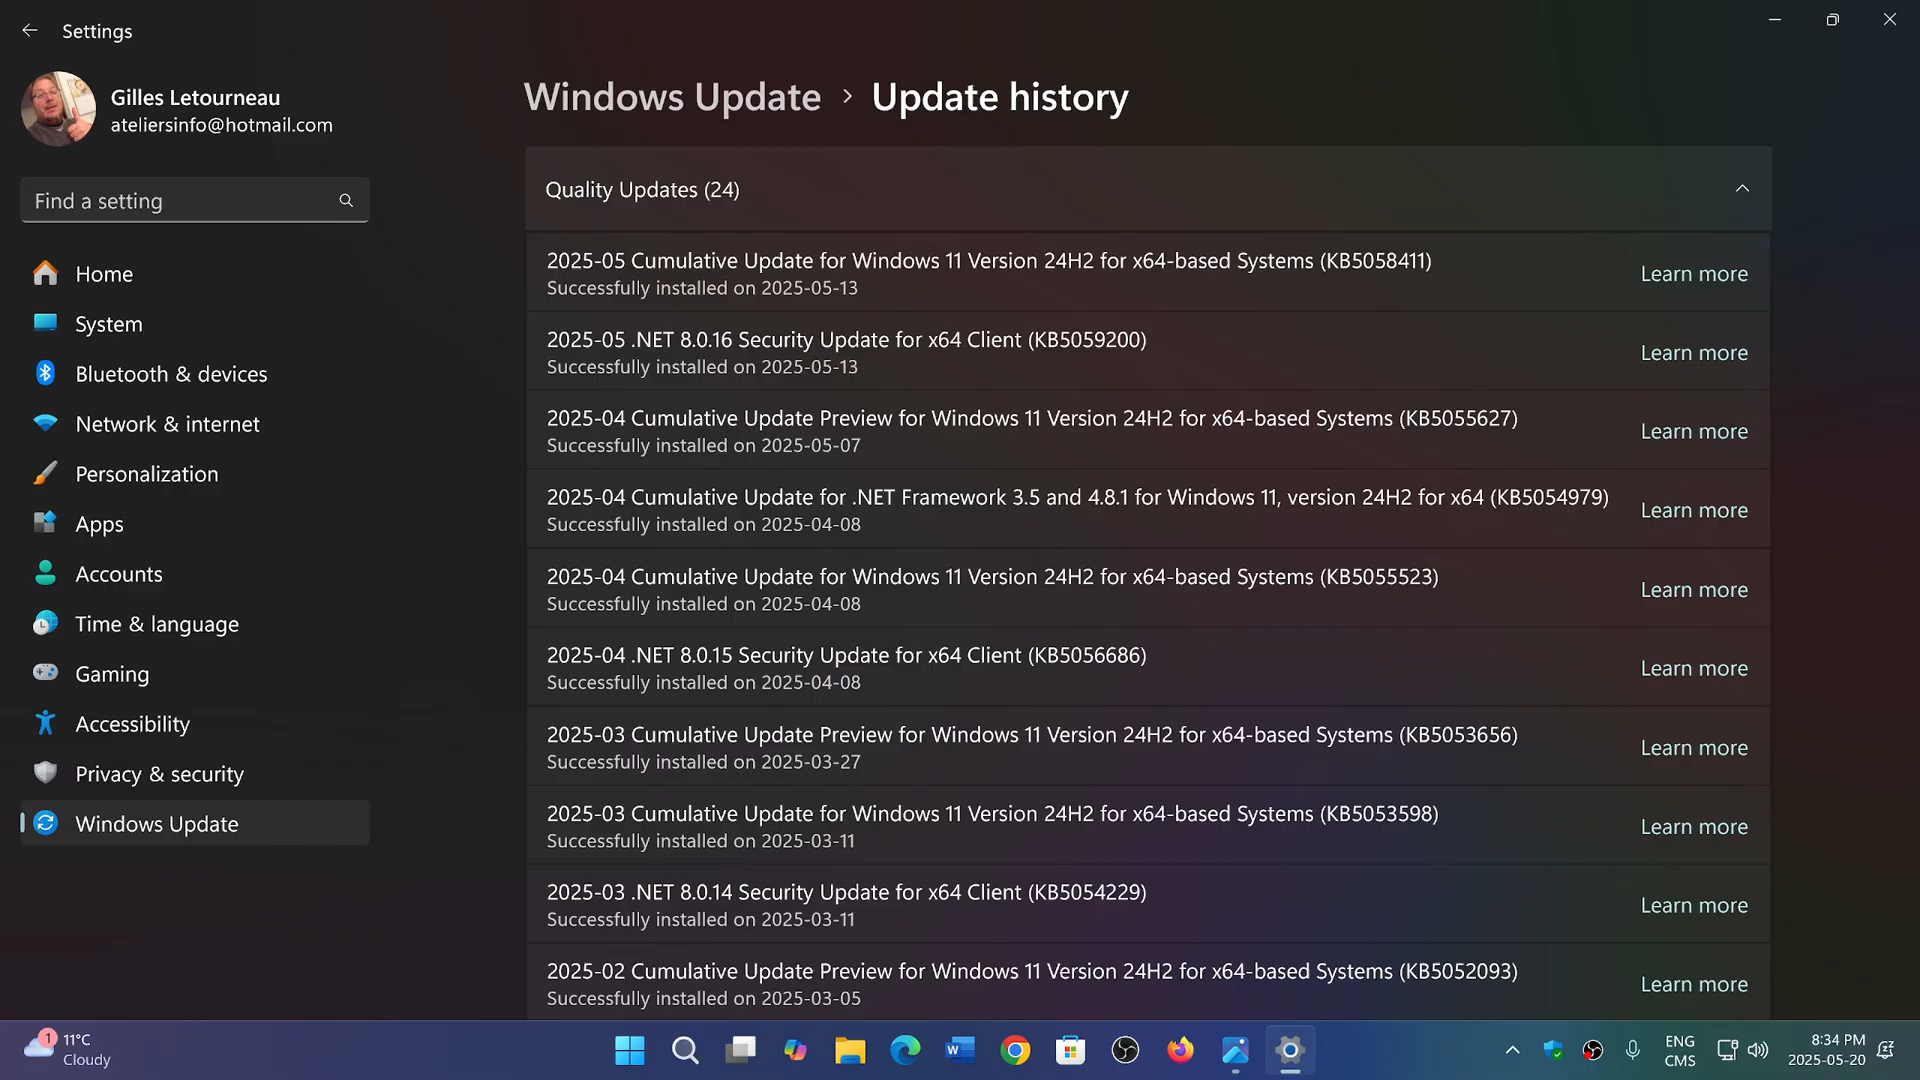 Settings
Gilles Letourneau
ateliersinfo@hotmail.com
Find a setting
Home
System
Bluetooth & devices
Network & internet
Personalization
Apps
Accounts
Time & language
Gaming
Accessibility
Privacy & security
Windows Update
Windows Update > Update history
Quality Updates (24)
2025-05 Cumulative Update for Windows 11 Version 24H2 for x64-based Systems (KB5058411)
Successfully installed on 2025-05-13
Learn more
2025-05 .NET 8.0.16 Security Update for x64 Client (KB5059200)
Successfully installed on 2025-05-13
Learn more
2025-04 Cumulative Update Preview for Windows 11 Version 24H2 for x64-based Systems (KB5055627)
Successfully installed on 2025-05-07
Learn more
2025-04 Cumulative Update for .NET Framework 3.5 and 4.8.1 for Windows 11, version 24H2 for x64 (KB5054979)
Successfully installed on 2025-04-08
Learn more
2025-04 Cumulative Update for Windows 11 Version 24H2 for x64-based Systems (KB5055523)
Successfully installed on 2025-04-08
Learn more
2025-04 .NET 8.0.15 Security Update for x64 Client (KB5056686)
Successfully installed on 2025-04-08
Learn more
2025-03 Cumulative Update Preview for Windows 11 Version 24H2 for x64-based Systems (KB5053656)
Successfully installed on 2025-03-27
Learn more
2025-03 Cumulative Update for Windows 11 Version 24H2 for x64-based Systems (KB5053598)
Successfully installed on 2025-03-11
Learn more
2025-03 .NET 8.0.14 Security Update for x64 Client (KB5054229)
Successfully installed on 2025-03-11
Learn more
2025-02 Cumulative Update Preview for Windows 11 Version 24H2 for x64-based Systems (KB5052093)
Successfully installed on 2025-03-05
Learn more
1
11°C
Cloudy
W
ENG
CMS
8:34 PM
2025-05-20